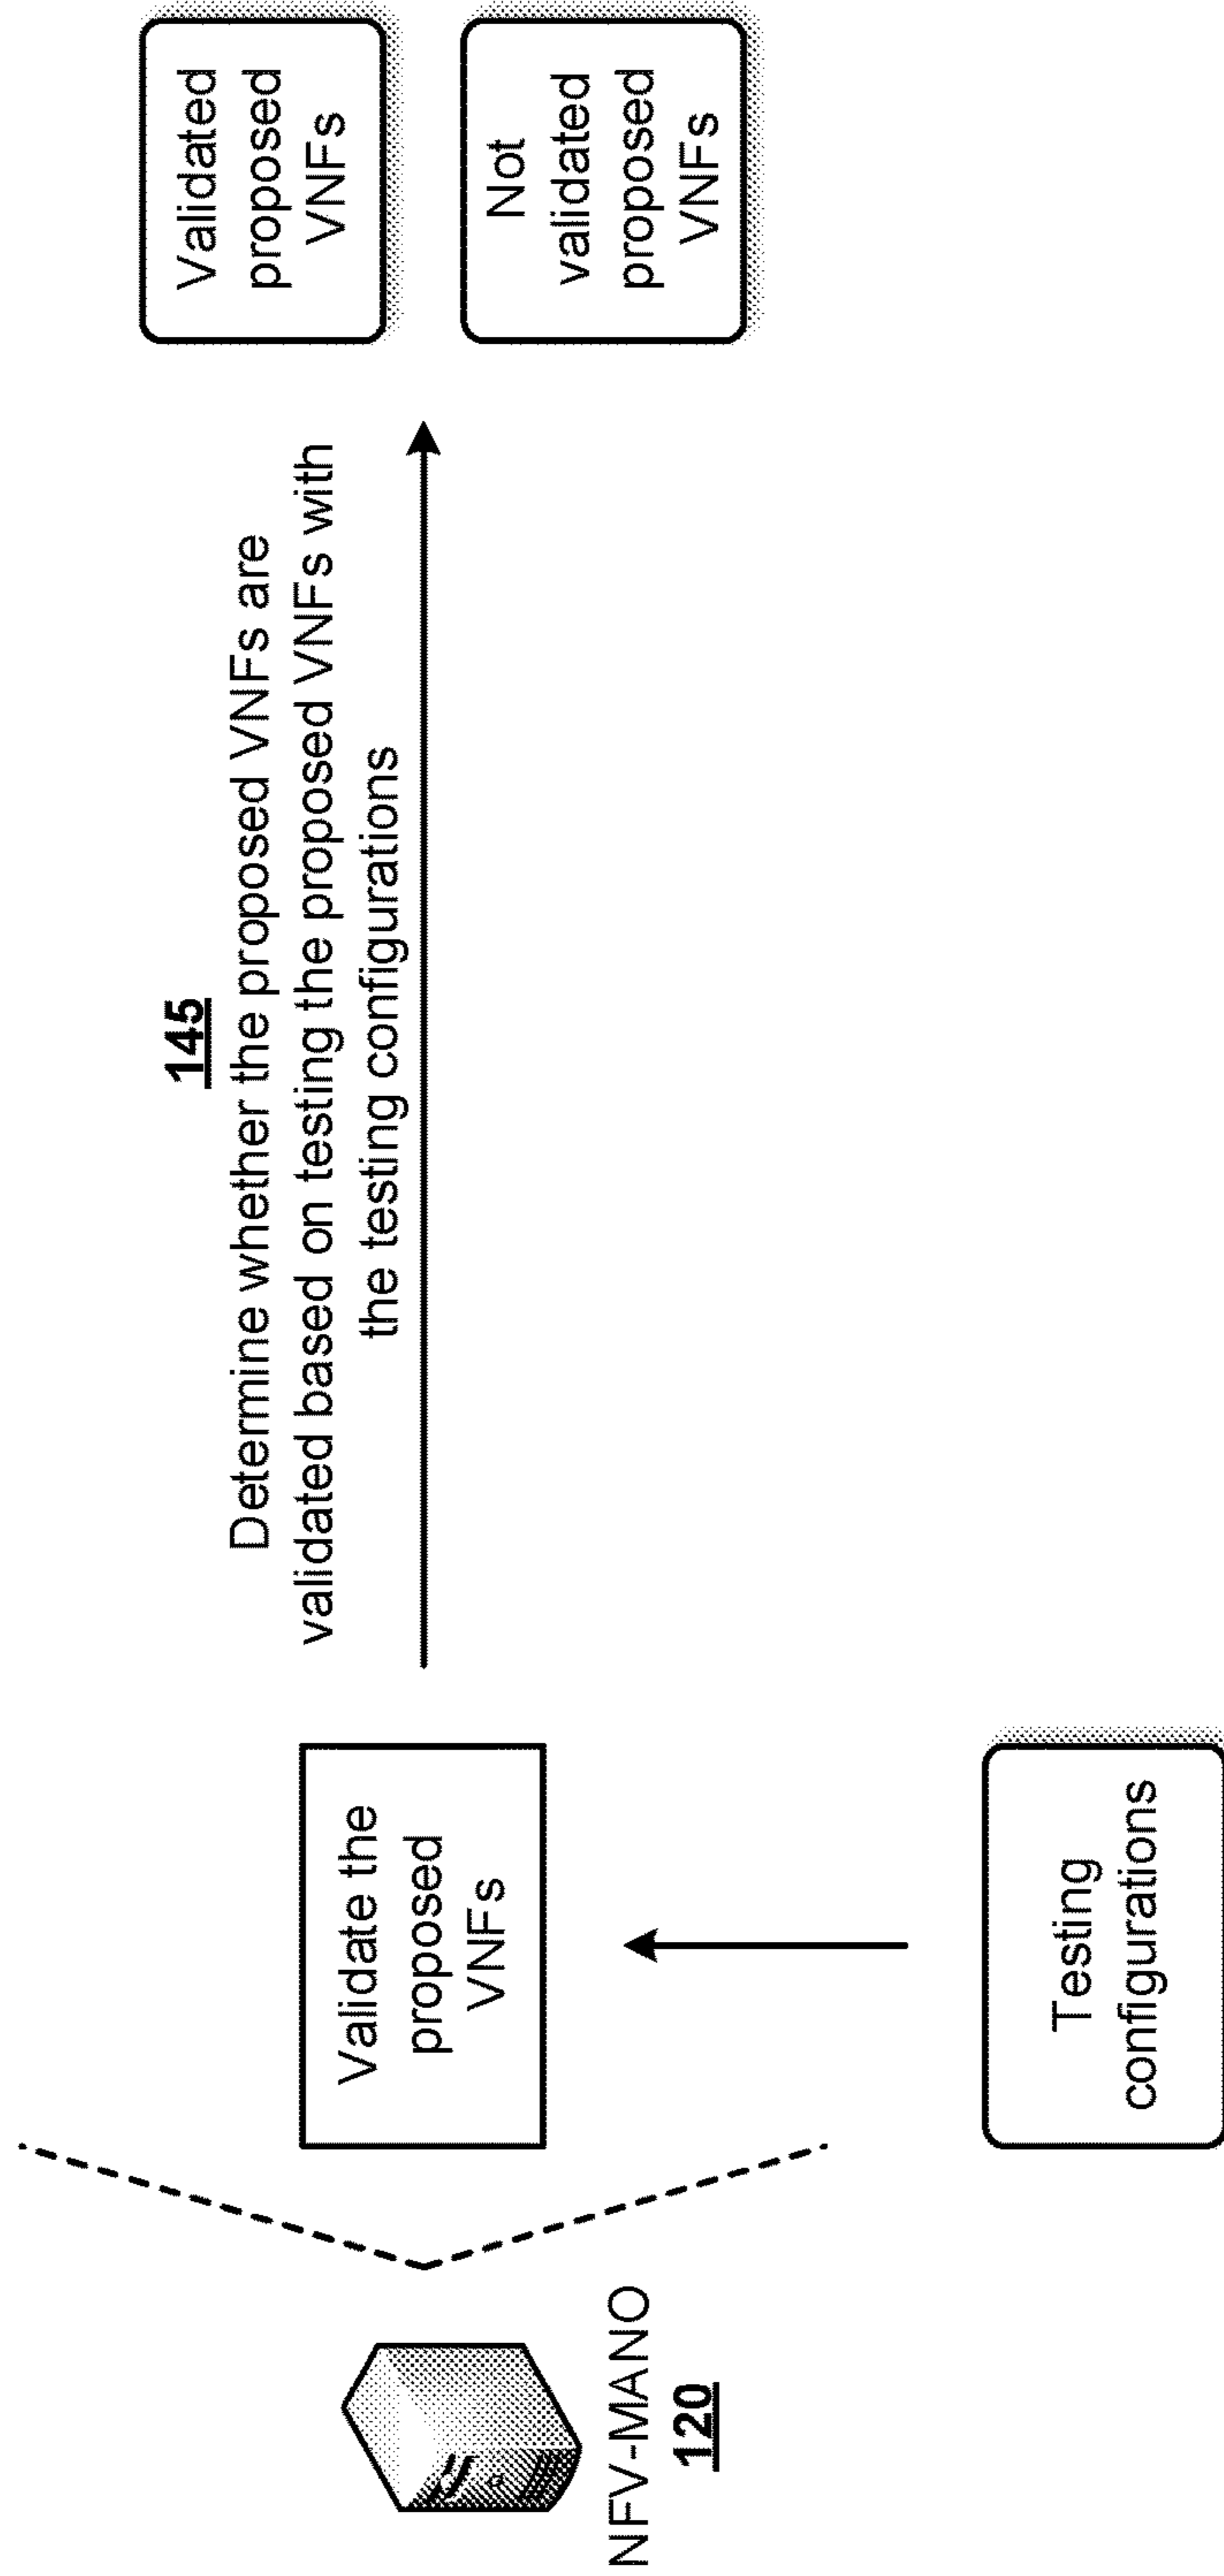 NFV-MANO
120
Validate the
proposed
VNFs
Testing
configurations
145
Determine whether the proposed VNFs are
validated based on testing the proposed VNFs with
the testing configurations
Validated
proposed
VNFs
Not
validated
proposed
VNFs